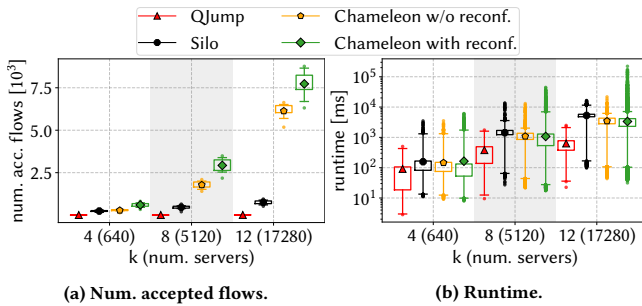 QJump
Silo
Chameleon w/o reconf.
Chameleon with reconf.
num. acc. flows [10³]
7.5
5.0
2.5
4 (640)
8 (5120)
12 (17280)
k (num. servers)
(a) Num. accepted flows.
runtime [ms]
10⁵
10⁴
10³
10²
10¹
4 (640)
8 (5120)
12 (17280)
k (num. servers)
(b) Runtime.